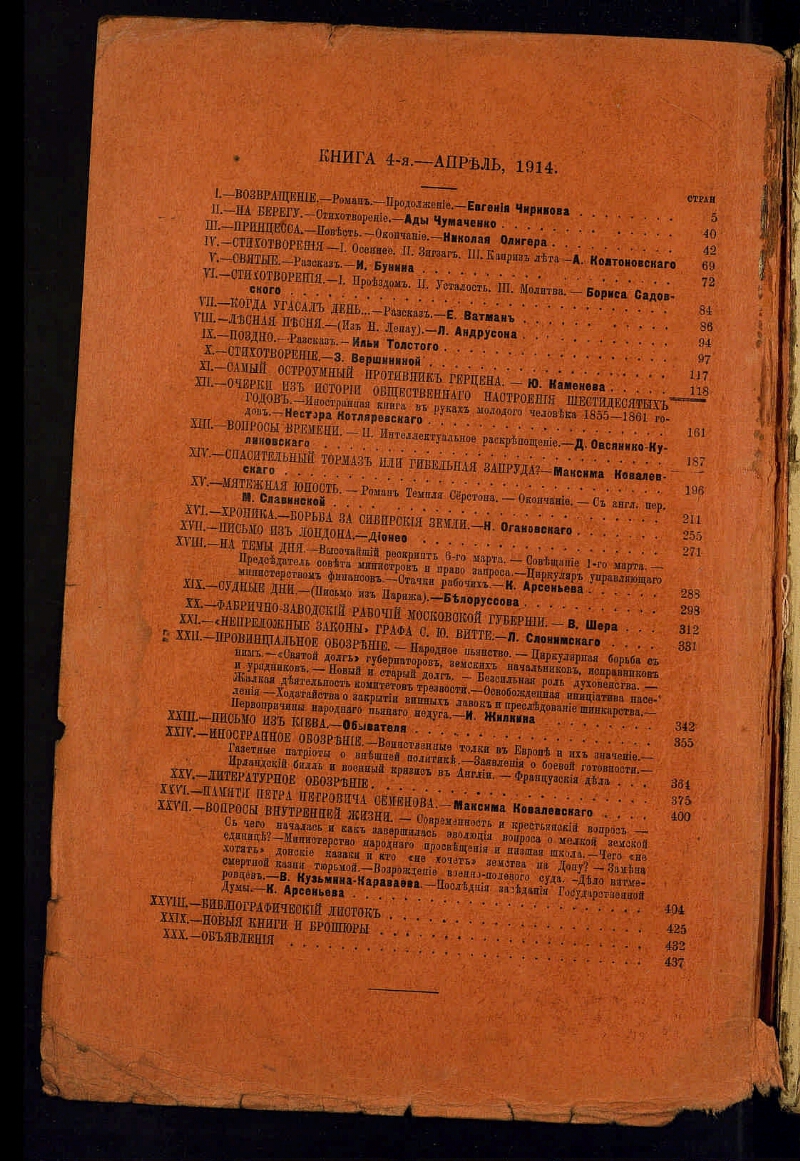 КНИГА 4-я.—АПРѢЛЬ, 1914.
СТРАН
I.—ВОЗВРАЩЕНІЕ.—Романъ.—Продолженіе.—Евгенія Чирикова 5
II.—НА БЕРЕГУ.—Стихотвореніе.—Ады Чумаченко 40
III.—ПРИНЦЕССА.—Повѣсть.—Окончаніе.—Николая Олигера 42
IV.—СТИХОТВОРЕНІЯ—I. Осеннее. II. Зигзагъ. III. Капризъ лѣта—А. Колтоновскаго 69
V.—СВЯТЫЕ.—Разсказъ.—И. Бунина 72
VI.—СТИХОТВОРЕНІЯ.—I. Проѣздомъ. II. Усталость. III. Молитва.—Бориса Садов-
ского 84
VII.—КОГДА УГАСАЛЪ ДЕНЬ...—Разсказъ.—Е. Ватманъ 86
VIII.—ЛѢСНАЯ ПѢСНЯ.—(Изъ Н. Ленау).—Л. Андрусона 94
IX.—ПОЗДНО.—Разсказъ.—Ильи Толстого 97
X.—СТИХОТВОРЕНІЕ.—З. Вершининной 117
XI.—САМЫЙ ОСТРОУМНЫЙ ПРОТИВНИКЪ ГЕРЦЕНА.—Ю. Каменева 118
XII.—ОЧЕРКИ ИЗЪ ИСТОРІИ ОБЩЕСТВЕННАГО НАСТРОЕНІЯ ШЕСТИДЕСЯТЫХЪ
ГОДОВЪ.—Иностранная книга въ рукахъ молодого человѣка 1855—1861 го-
довъ.—Нестора Котляревскаго 161
XIII.—ВОПРОСЫ ВРЕМЕНИ.—II. Интеллектуальное раскрѣпощеніе.—Д. Овсянико-Ку-
ликовскаго 187
XIV.—СПАСИТЕЛЬНЫЙ ТОРМАЗЪ ИЛИ ГИБЕЛЬНАЯ ЗАПРУДА?—Максима Ковалев-
скаго 196
XV.—МЯТЕЖНАЯ ЮНОСТЬ.—Романъ Темпля Сёрстона.—Окончаніе.—Съ англ. пер.
М. Славинской 211
XVI.—ХРОНИКА.—БОРЬБА ЗА СИБИРСКІЯ ЗЕМЛИ.—Н. Огановскаго 255
XVII.—ПИСЬМО ИЗЪ ЛОНДОНА.—Діонео 271
XVIII.—НА ТЕМЫ ДНЯ.—Высочайшій рескриптъ 6-го марта.—Совѣщаніе 1-го марта.—
Предсѣдатель совѣта министровъ и право запроса.—Циркуляръ управляющаго
министерствомъ финансовъ.—Стачки рабочихъ.—К. Арсеньева 283
XIX.—СУДНЫЕ ДНИ.—(Письмо изъ Парижа).—Бѣлоруссова 293
XX.—ФАБРИЧНО-ЗАВОДСКІЙ РАБОЧІЙ МОСКОВСКОЙ ГУБЕРНІИ.—В. Шера 312
XXI.—«НЕПРЕЛОЖНЫЕ ЗАКОНЫ» ГРАФА С. Ю. ВИТТЕ.—Л. Слонимскаго 331
XXII.—ПРОВИНЦІАЛЬНОЕ ОБОЗРѢНІЕ.—Народное пьянство.—Циркулярная борьба съ
нимъ.—«Святой долгъ» губернаторовъ, земскихъ начальниковъ, исправниковъ
и урядниковъ.—Новый и старый долгъ.—Безсильная роль духовенства.—
Жалкая дѣятельность комитетовъ трезвости.—Освобожденная иниціатива насе-
ленія—Ходатайства о закрытіи винныхъ лавокъ и преслѣдованіе шинкарства.—
Первопричины народнаго пьянаго недуга.—И. Жилкина 342
XXIII.—ПИСЬМО ИЗЪ КІЕВА.—Обывателя 355
XXIV.—ИНОСТРАННОЕ ОБОЗРѢНІЕ.—Воинственные толки въ Европѣ и ихъ значеніе.—
Газетные патріоты о внѣшней политикѣ.—Заявленія о боевой готовности.—
Ирландскій билль и военный кризисъ въ Англіи.—Французскія дѣла 364
XXV.—ЛИТЕРАТУРНОЕ ОБОЗРѢНІЕ. 375
XXVI.—ПАМЯТИ ПЕТРА ПЕТРОВИЧА СЕМЕНОВА.—Максима Ковалевскаго 400
XXVII.—ВОПРОСЫ ВНУТРЕННЕЙ ЖИЗНИ.—Современность и крестьянскій вопросъ.—
Съ чего началась и какъ завершилась эволюція вопроса о мелкой земской
единицѣ?—Министерство народнаго просвѣщенія и низшая школа.—Чего «не
хотятъ» донскіе казаки и кто «не хочетъ» земства на Дону?—Замѣна
смертной казни тюрьмой.—Возрожденіе военно-полевого суда.—Дѣло витме-
ровцевъ.—В. Кузьмина-Караваева.—Послѣднія засѣданія Государственной
Думы.—К. Арсеньева 404
XXVIII.—БИБЛІОГРАФИЧЕСКІЙ ЛИСТОКЪ 425
XXIX.—НОВЫЯ КНИГИ И БРОШЮРЫ 432
XXX.—ОБЪЯВЛЕНІЯ 437